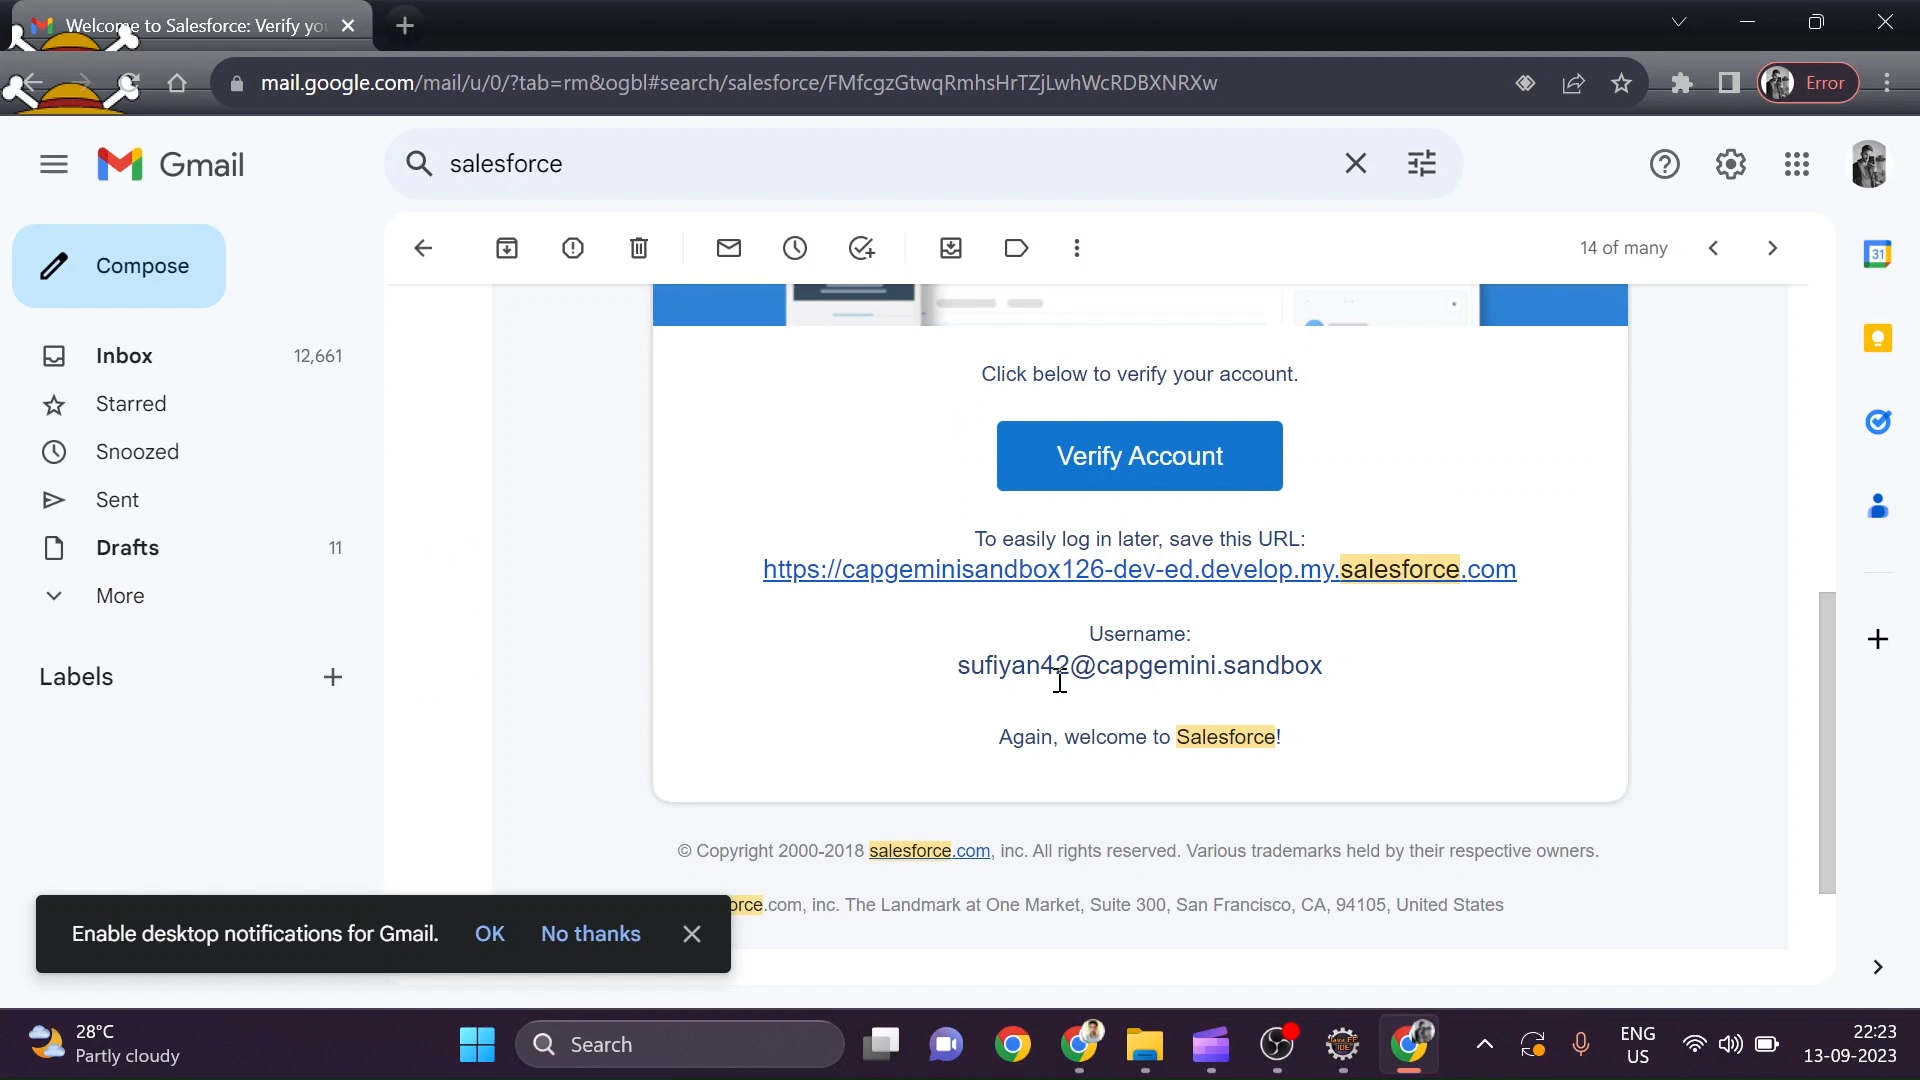 Welcome to Salesforce: Verify yo
mail.google.com/mail/u/0/?tab=rm&ogbl#search/salesforce/FMfcgzGtwqRmhsHrTZjLwhWcRDBXNRXw
Error
Gmail
salesforce
Compose
14 of many
Inbox 12,661
Starred
Snoozed
Sent
Drafts 11
More
Labels
Click below to verify your account.
Verify Account
To easily log in later, save this URL:
https://capgeminisandbox126-dev-ed.develop.my.salesforce.com
Username:
sufiyan42@capgemini.sandbox
Again, welcome to Salesforce!
© Copyright 2000-2018 salesforce.com, inc. All rights reserved. Various trademarks held by their respective owners.
orce.com, inc. The Landmark at One Market, Suite 300, San Francisco, CA, 94105, United States
Enable desktop notifications for Gmail. OK No thanks
31
28°C
Partly cloudy
Search
ENG
US
22:23
13-09-2023